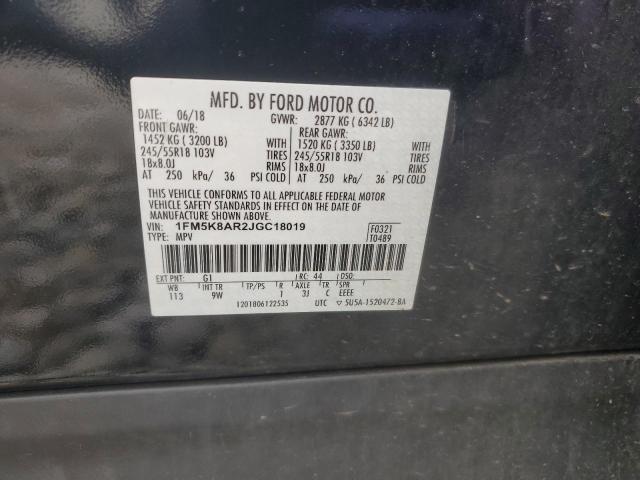 MFD. BY FORD MOTOR CO.
DATE: 06/18 GVWR: 2877 KG ( 6342 LB)
FRONT GAWR: REAR GAWR:
1452 KG ( 3200 LB) WITH 1520 KG ( 3350 LB) WITH
245/55R18 103V TIRES 245/55R18 103V TIRES
18x8.0J RIMS 18x8.0J RIMS
AT 250 kPa/ 36 PSI COLD AT 250 kPa/ 36 PSI COLD
THIS VEHICLE CONFORMS TO ALL APPLICABLE FEDERAL MOTOR
VEHICLE SAFETY STANDARDS IN EFFECT ON THE DATE OF
MANUFACTURE SHOWN ABOVE.
VIN: 1FM5K8AR2JGC18019 F0321
TYPE: MPV T0489
EXT PNT: G1 RC: 44 DSO:
WB INT TR TP/PS R AXLE TR SPR
113 9W 1 3J C EEEE
1201806122535 UTC ▽ 5U5A-1520472-BA